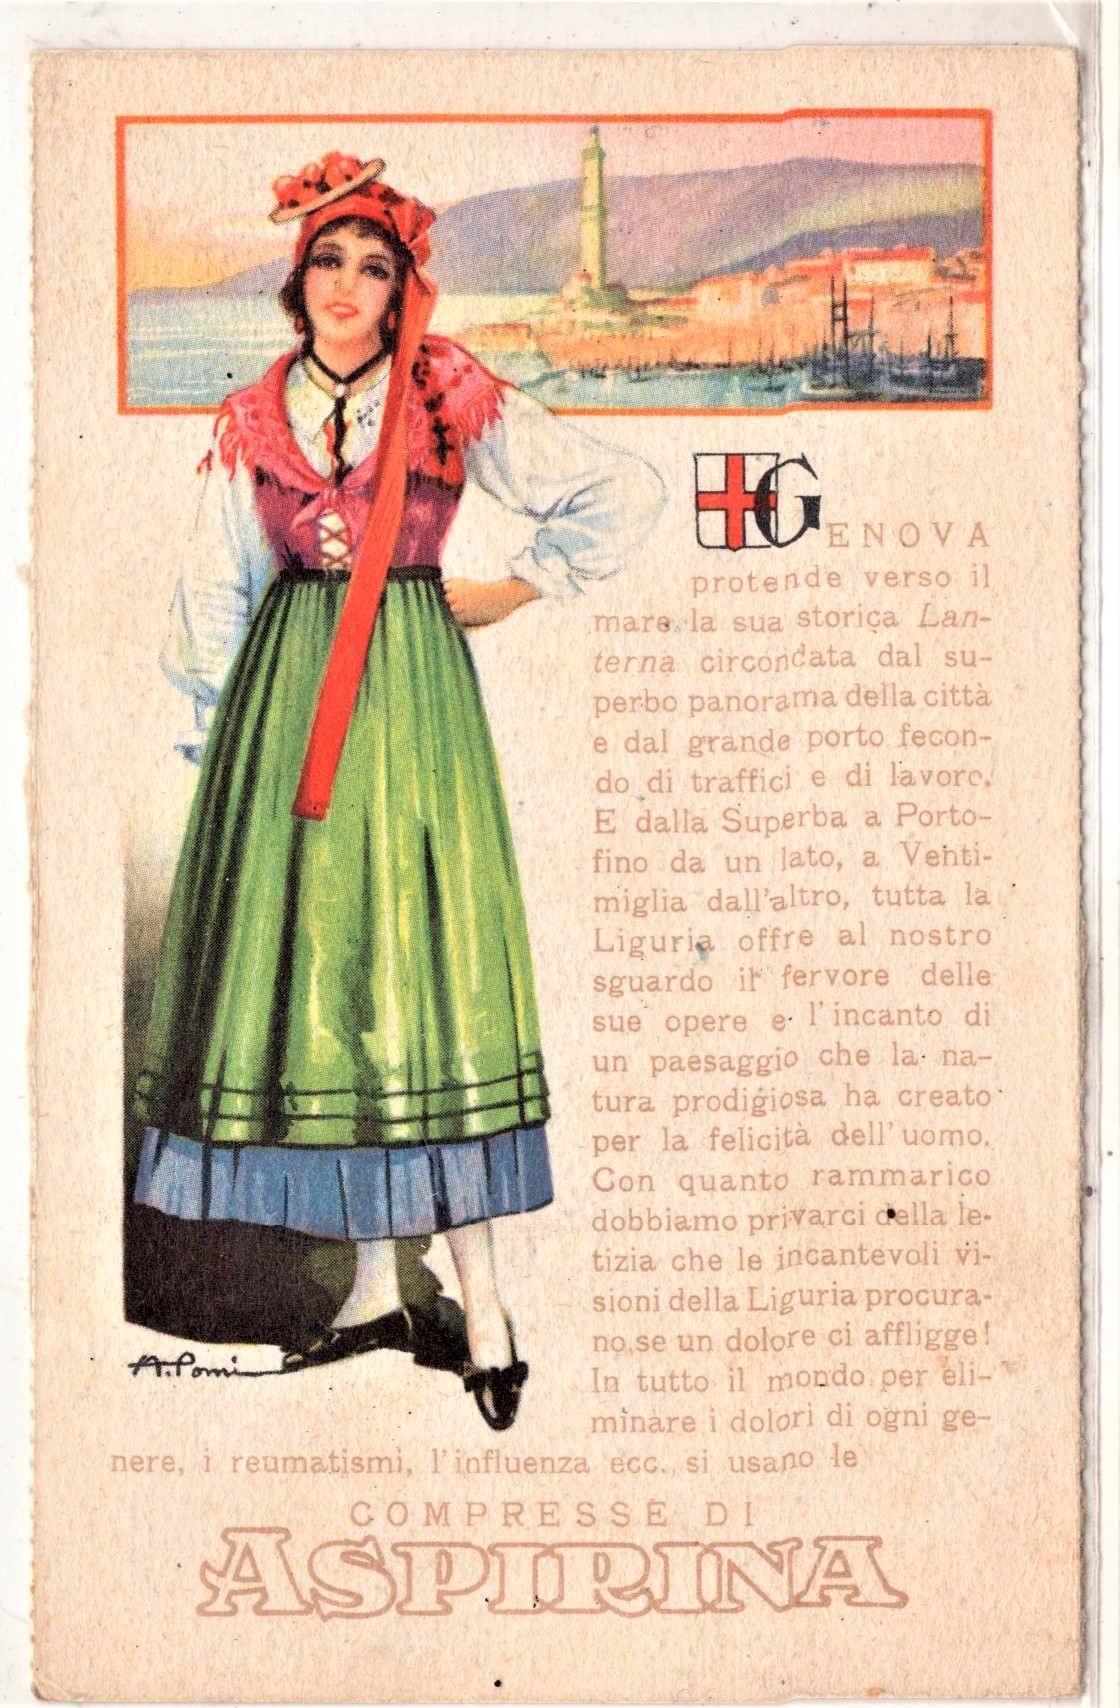 GENOVA
protende verso il
mare la sua storica Lan-
terna circondata dal su-
perbo panorama della città
e dal grande porto fecon-
do di traffici e di lavoro.
E dalla Superba a Porto-
fino da un lato, a Venti-
miglia dall'altro, tutta la
Liguria offre al nostro
sguardo il fervore delle
sue opere e l'incanto di
un paesaggio che la na-
tura prodigiosa ha creato
per la felicità dell'uomo.
Con quanto rammarico
dobbiamo privarci della le-
tizia che le incantevoli vi-
sioni della Liguria procura-
no, se un dolore ci affligge!
In tutto il mondo per eli-
minare i dolori di ogni ge-
nere, i reumatismi, l'influenza ecc., si usano le
COMPRESSE DI
ASPIRINA
A. Pomi